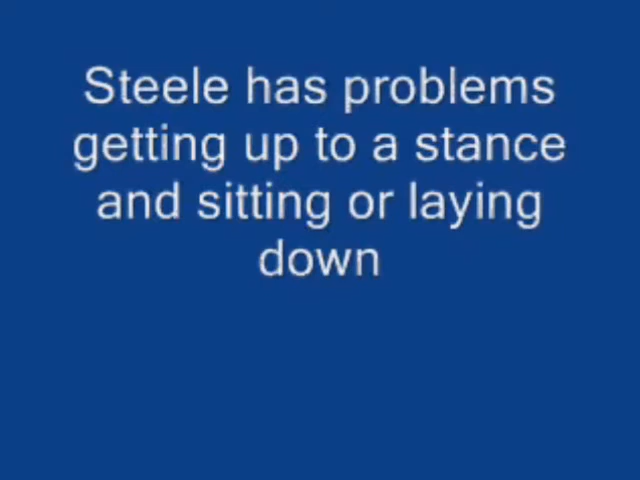 Steele has problems
getting up to a stance
and sitting or laying
down